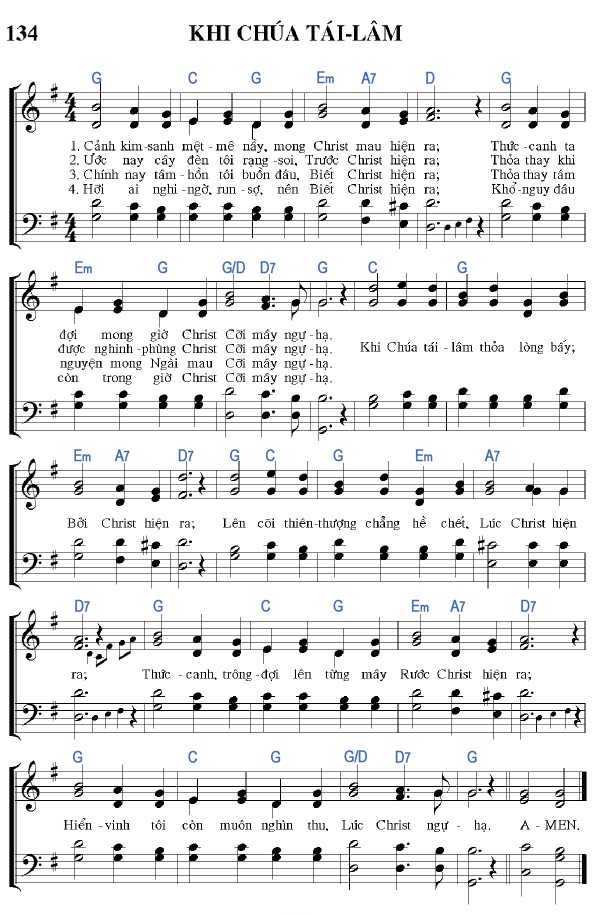 134 KHI CHÚA TÁI-LÂM
G C G Em A7 D G
1. Cảnh kim-sanh mệt-mê nầy, mong Christ mau hiện ra; Thức-canh ta
2. Ước nay cây đèn tôi rạng-soi, Trước Christ hiện ra; Thỏa thay khi
3. Chính nay tâm-hồn tôi buồn đâu, Biết Christ hiện ra; Thỏa thay tám
4. Hỡi ai nghi-ngờ, run-sợ, nên Biết Christ hiện ra; Khổ-nguy đâu
Em G G/D D7 G C G
đợi mong giờ Christ Cỡi mây ngự-hạ.
được nghinh-phùng Christ Cỡi mây ngự-hạ.
nguyện mong Ngài mau Cỡi mây ngự-hạ.
còn trong giờ Christ Cỡi mây ngự-hạ.
Khi Chúa tái-lâm thỏa lòng bấy;
Em A7 D7 G C G Em A7
Bởi Christ hiện ra; Lên cõi thiên-thượng chẳng hề chết, Lúc Christ hiện
D7 G C G Em A7 D7
ra; Thức-canh, trông-đợi lên từng mây Rước Christ hiện ra;
G C G G/D D7 G
Hiển-vinh tôi còn muôn nghìn thu, Lúc Christ ngự-hạ. A-MEN.